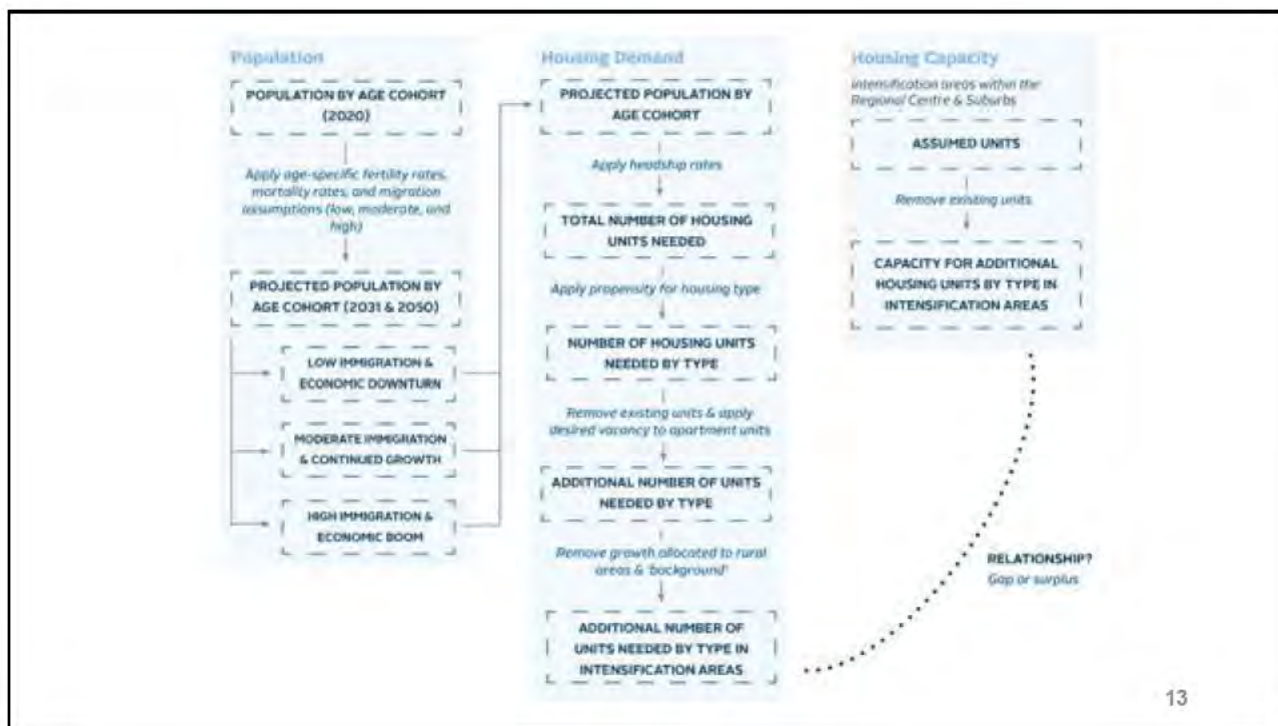 Population
POPULATION BY AGE COHORT
(2020)
Apply age-specific fertility rates,
mortality rates, and migration
assumptions (low, moderate, and
high)
PROJECTED POPULATION BY
AGE COHORT (2031 & 2050)
LOW IMMIGRATION &
ECONOMIC DOWNTURN
MODERATE IMMIGRATION
& CONTINUED GROWTH
HIGH IMMIGRATION &
ECONOMIC BOOM
Housing Demand
PROJECTED POPULATION BY
AGE COHORT
Apply headship rates
TOTAL NUMBER OF HOUSING
UNITS NEEDED
Apply propensity for housing type
NUMBER OF HOUSING UNITS
NEEDED BY TYPE
Remove existing units & apply
desired vacancy to apartment units
ADDITIONAL NUMBER OF UNITS
NEEDED BY TYPE
Remove growth allocated to rural
areas & 'background'
ADDITIONAL NUMBER OF
UNITS NEEDED BY TYPE IN
INTENSIFICATION AREAS
Housing Capacity
Intensification areas within the
Regional Centre & Suburbs
ASSUMED UNITS
Remove existing units
CAPACITY FOR ADDITIONAL
HOUSING UNITS BY TYPE IN
INTENSIFICATION AREAS
RELATIONSHIP?
Gap or surplus
13